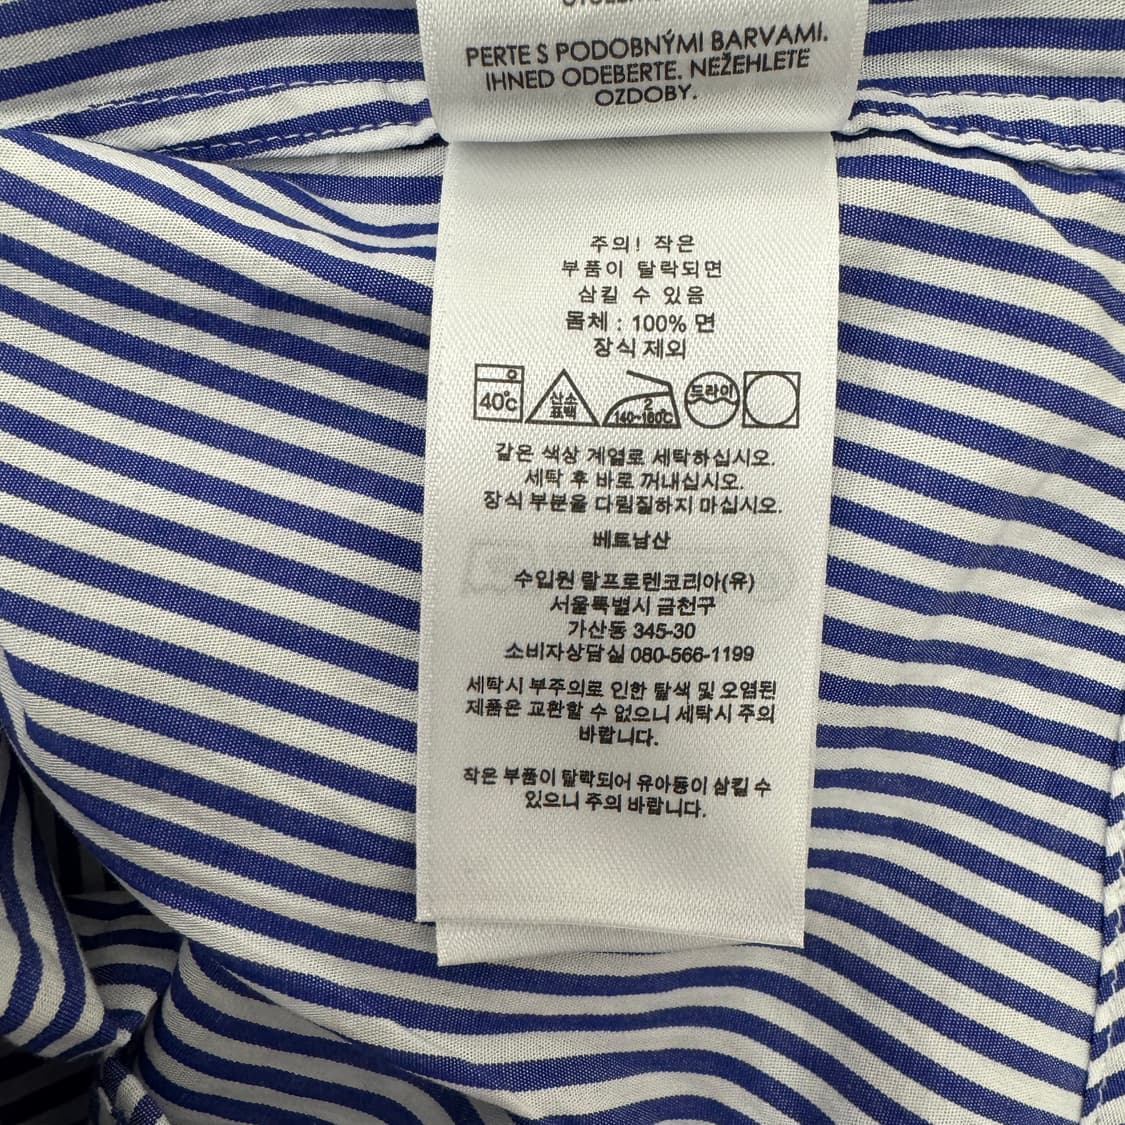 PERTE S PODOBNÝMI BARVAMI.
IHNED ODEBERTE. NEŽEHLETE
OZDOBY.
주의! 작은
부품이 탈락되면
삼킬 수 있음
몸체 : 100% 면
장식 제외
40℃ 산소 표백 2 140~160℃ 드라이
같은 색상 계열로 세탁하십시오.
세탁 후 바로 꺼내십시오.
장식 부분을 다림질하지 마십시오.
베트남산
수입원 랄프로렌코리아(유)
서울특별시 금천구
가산동 345-30
소비자상담실 080-566-1199
세탁시 부주의로 인한 탈색 및 오염된
제품은 교환할 수 없으니 세탁시 주의
바랍니다.
작은 부품이 탈락되어 유아동이 삼킬 수
있으니 주의 바랍니다.